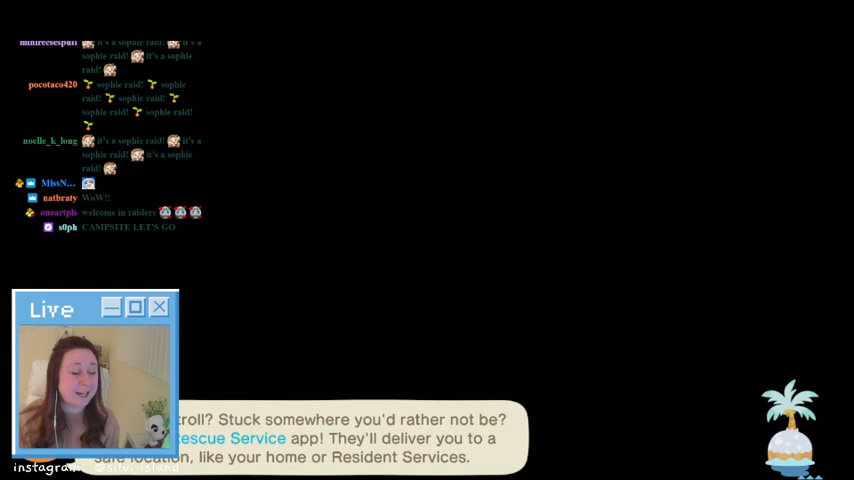 minireesespuff it's a sophie raid! it's a
sophie raid! it's a sophie
raid!
pocotaco420 sophie raid! sophie
raid! sophie raid!
sophie raid! sophie raid!
noelle_k_long it's a sophie raid! it's a
sophie raid! it's a sophie
raid!
MissN...
natbraty WoW!!
oneartpls welcome in raiders
s0ph CAMPSITE LET'S GO
Live
troll? Stuck somewhere you'd rather not be?
Rescue Service app! They'll deliver you to a
safe location, like your home or Resident Services.
instagram: @silvi.island